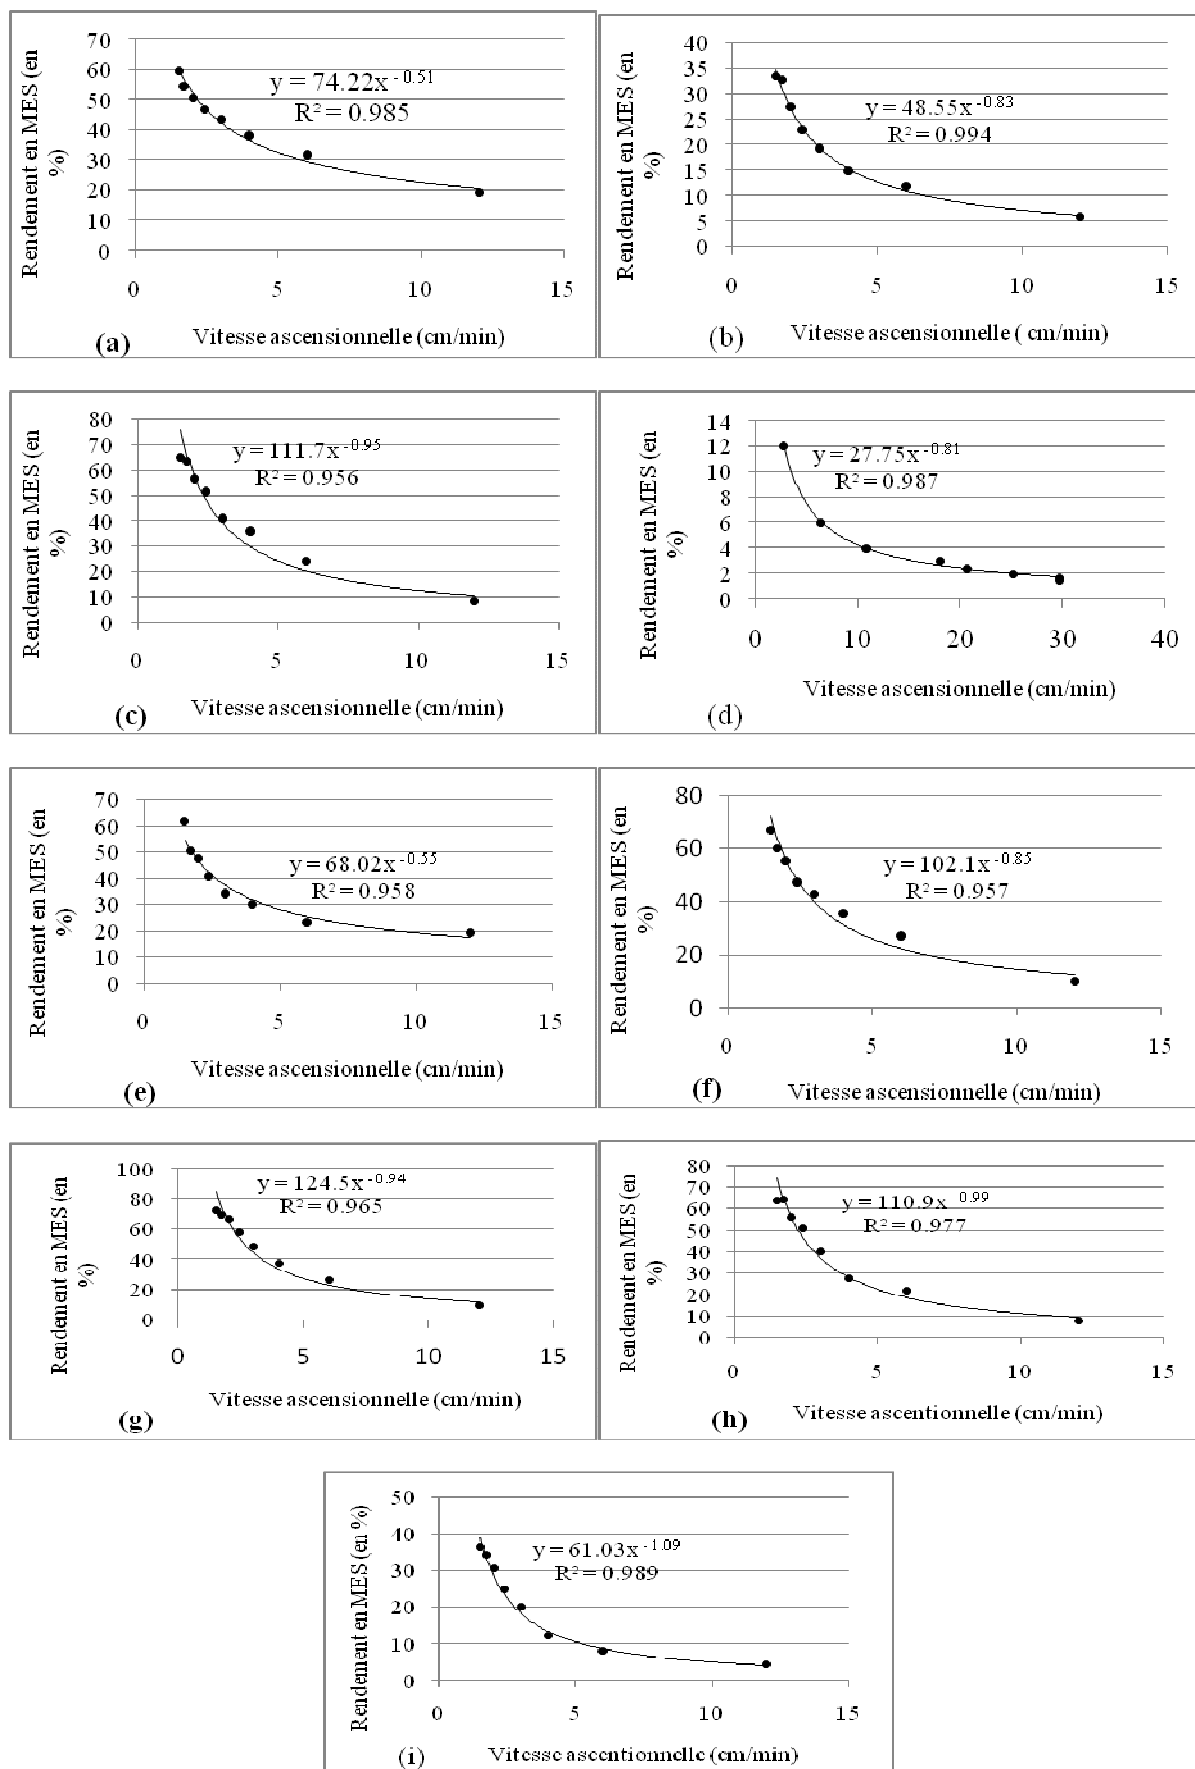 Rendement en MES (en
%)
70
60
50
40
30
20
10
0
y = 74.22x^-0.51
R² = 0.985
0 5 10 15
Vitesse ascensionnelle (cm/min)
(a)
Rendement en MES (en
%)
40
35
30
25
20
15
10
5
0
y = 48.55x^-0.83
R² = 0.994
0 5 10 15
Vitesse ascensionnelle ( cm/min)
(b)
Rendement en MES (en
%)
80
70
60
50
40
30
20
10
0
y = 111.7x^-0.95
R² = 0.956
0 5 10 15
Vitesse ascensionnelle (cm/min)
(c)
Rendement en MES (en
%)
14
12
10
8
6
4
2
0
y = 27.75x^-0.81
R² = 0.987
0 10 20 30 40
Vitesse ascensionnelle (cm/min)
(d)
Rendement en MES (en
%)
70
60
50
40
30
20
10
0
y = 68.02x^-0.55
R² = 0.958
0 5 10 15
Vitesse ascensionnelle (cm/min)
(e)
Rendement en MES (en
%)
80
60
40
20
0
y = 102.1x^-0.85
R² = 0.957
0 5 10 15
Vitesse ascensionnelle (cm/min)
(f)
Rendement en MES (en
%)
100
80
60
40
20
0
y = 124.5x^-0.94
R² = 0.965
0 5 10 15
Vitesse ascensionnelle (cm/min)
(g)
Rendement en MES (en
%)
80
70
60
50
40
30
20
10
0
y = 110.9x^-0.99
R² = 0.977
0 5 10 15
Vitesse ascentionnelle (cm/min)
(h)
Rendement en MES (en %)
50
40
30
20
10
0
y = 61.03x^-1.09
R² = 0.989
0 5 10 15
Vitesse ascentionnelle (cm/min)
(i)